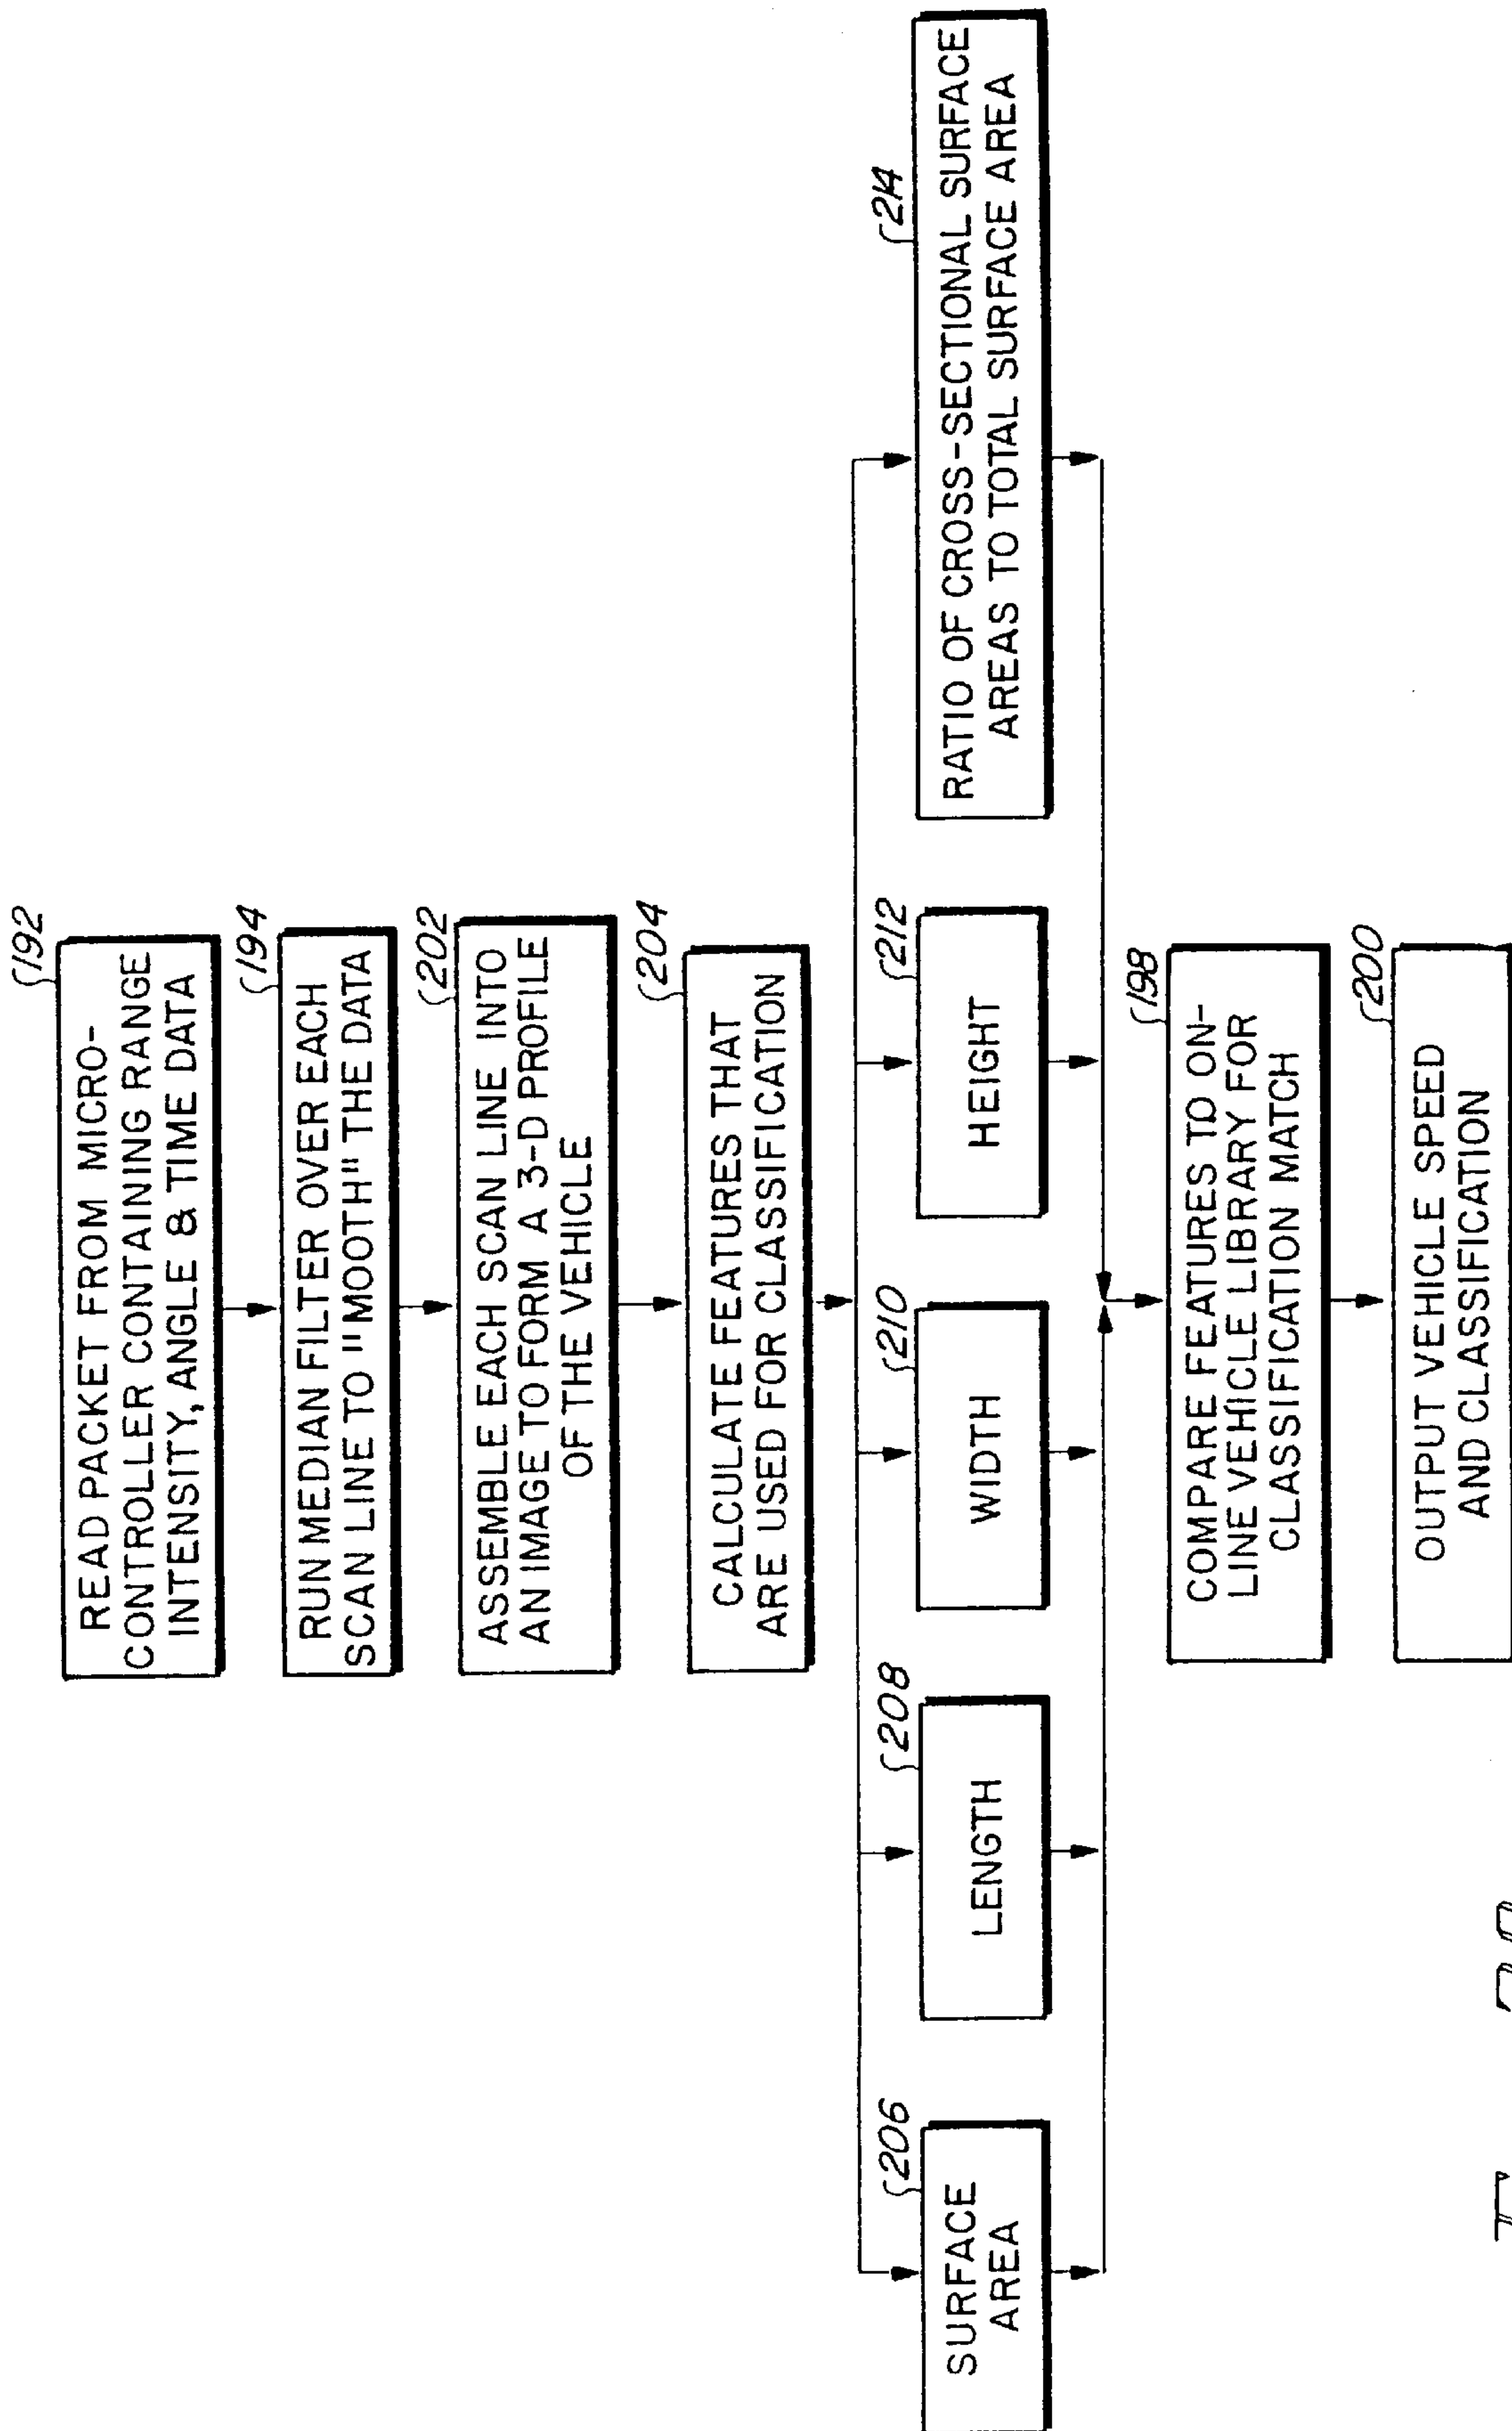 192
READ PACKET FROM MICRO-
CONTROLLER CONTAINING RANGE
INTENSITY, ANGLE & TIME DATA
194
RUN MEDIAN FILTER OVER EACH
SCAN LINE TO "MOOTH" THE DATA
202
ASSEMBLE EACH SCAN LINE INTO
AN IMAGE TO FORM A 3-D PROFILE
OF THE VEHICLE
204
CALCULATE FEATURES THAT
ARE USED FOR CLASSIFICATION
206
SURFACE
AREA
208
LENGTH
210
WIDTH
212
HEIGHT
214
RATIO OF CROSS-SECTIONAL SURFACE
AREAS TO TOTAL SURFACE AREA
198
COMPARE FEATURES TO ON-
LINE VEHICLE LIBRARY FOR
CLASSIFICATION MATCH
200
OUTPUT VEHICLE SPEED
AND CLASSIFICATION